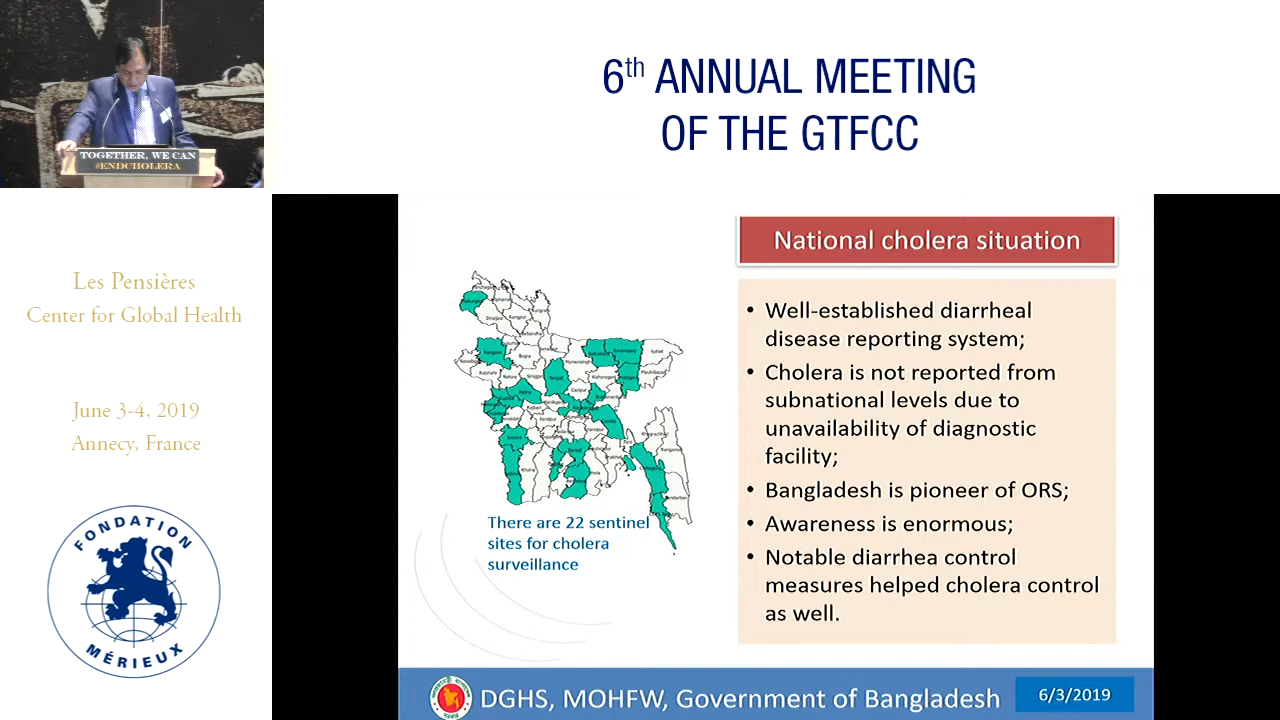 6th ANNUAL MEETING
OF THE GTFCC
TOGETHER, WE CAN
#ENDCHOLERA
Les Pensières
Center for Global Health
June 3-4, 2019
Annecy, France
FONDATION
MÉRIEUX
National cholera situation
• Well-established diarrheal
disease reporting system;
• Cholera is not reported from
subnational levels due to
unavailability of diagnostic
facility;
• Bangladesh is pioneer of ORS;
• Awareness is enormous;
• Notable diarrhea control
measures helped cholera control
as well.
There are 22 sentinel
sites for cholera
surveillance
DGHS, MOHFW, Government of Bangladesh
6/3/2019